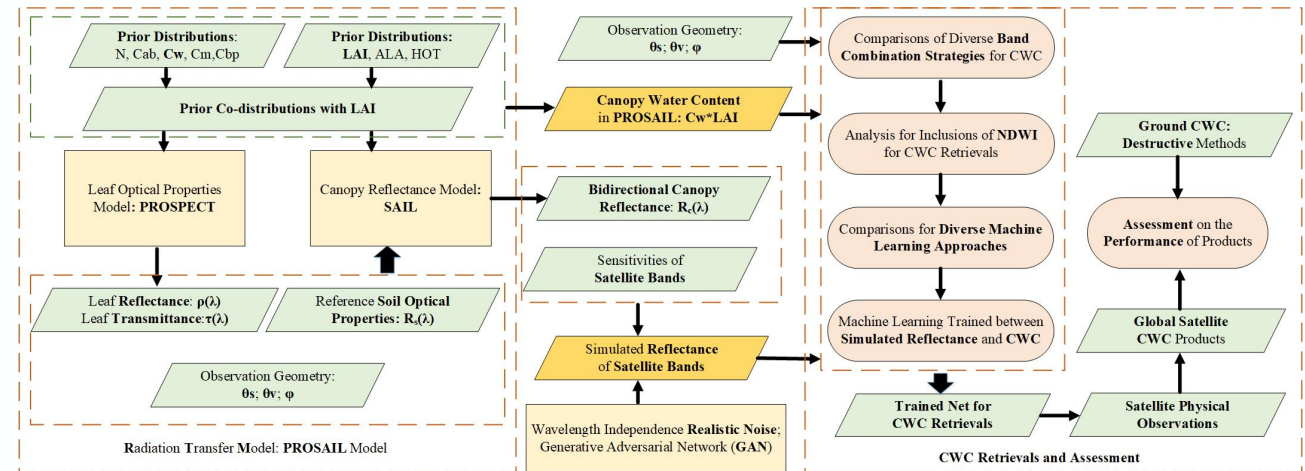 Prior Distributions:
N, Cab, Cw, Cm,Cbp
Prior Distributions:
LAI, ALA, HOT
Prior Co-distributions with LAI
Leaf Optical Properties
Model: PROSPECT
Canopy Reflectance Model:
SAIL
Leaf Reflectance: ρ(λ)
Leaf Transmittance:τ(λ)
Reference Soil Optical
Properties: Rs(λ)
Observation Geometry:
θs; θv; φ
Radiation Transfer Model: PROSAIL Model
Observation Geometry:
θs; θv; φ
Canopy Water Content
in PROSAIL: Cw*LAI
Bidirectional Canopy
Reflectance: Rc(λ)
Sensitivities of
Satellite Bands
Simulated Reflectance
of Satellite Bands
Wavelength Independence Realistic Noise;
Generative Adversarial Network (GAN)
Comparisons of Diverse Band
Combination Strategies for CWC
Analysis for Inclusions of NDWI
for CWC Retrievals
Comparisons for Diverse Machine
Learning Approaches
Machine Learning Trained between
Simulated Reflectance and CWC
Trained Net for
CWC Retrievals
Ground CWC:
Destructive Methods
Assessment on the
Performance of Products
Global Satellite
CWC Products
Satellite Physical
Observations
CWC Retrievals and Assessment